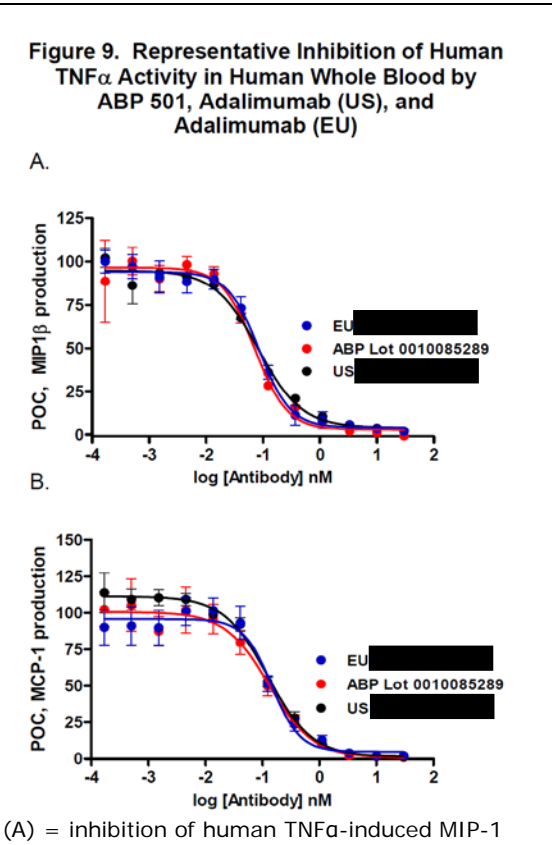 Figure 9. Representative Inhibition of Human
TNFα Activity in Human Whole Blood by
ABP 501, Adalimumab (US), and
Adalimumab (EU)
A.
POC, MIP1β production
125
100
75
50
25
0
-4 -3 -2 -1 0 1 2
log [Antibody] nM
EU
ABP Lot 0010085289
US
B.
POC, MCP-1 production
150
125
100
75
50
25
0
-4 -3 -2 -1 0 1 2
log [Antibody] nM
EU
ABP Lot 0010085289
US
(A) = inhibition of human TNFα-induced MIP-1